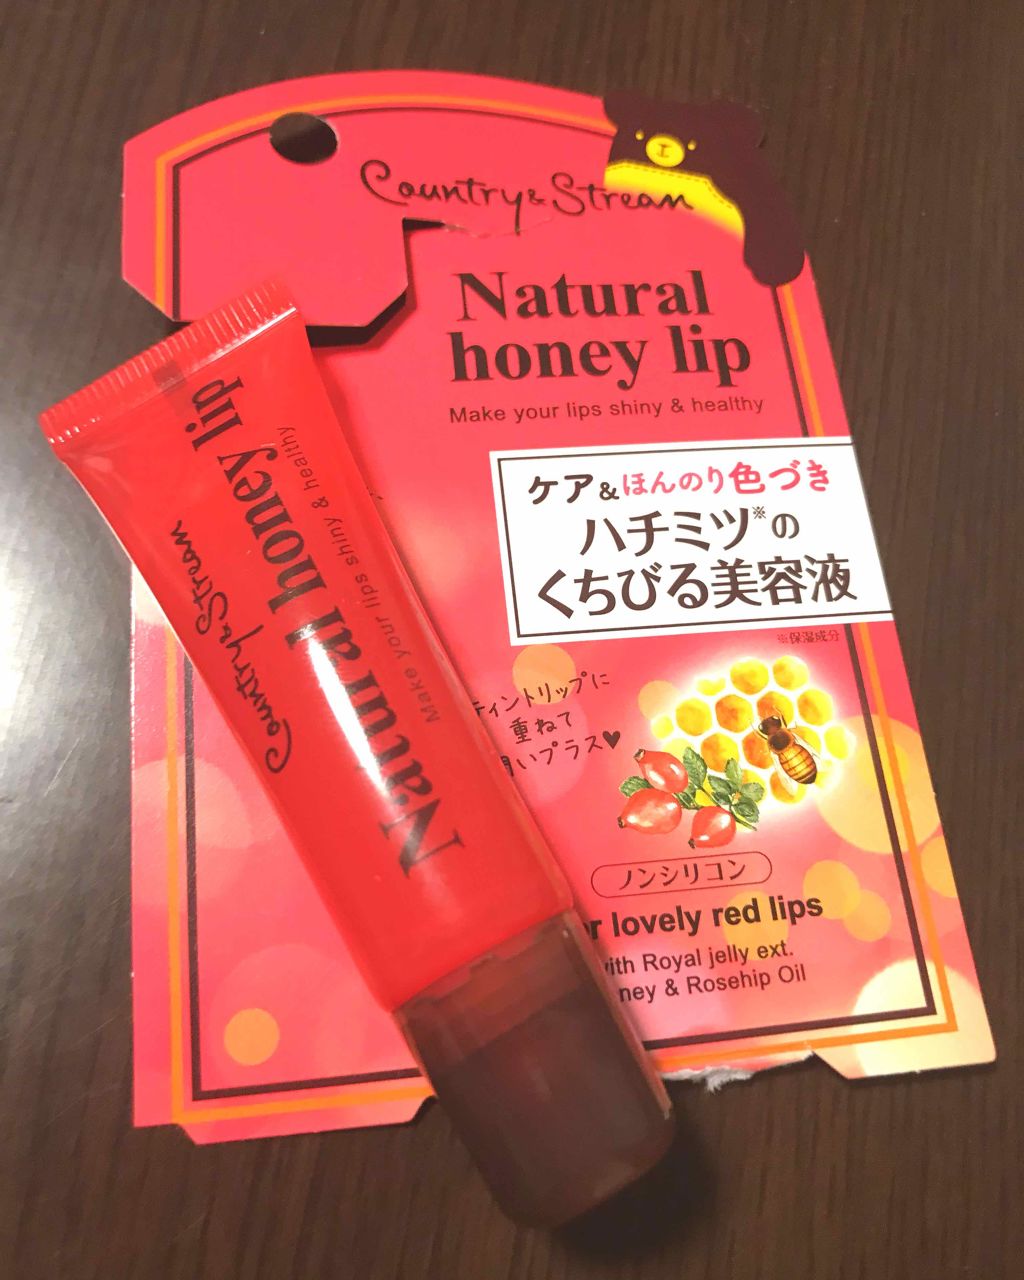 Country & Stream
Natural
honey lip
Make your lips shiny & healthy
ケア&ほんのり色づき
ハチミツ※の
くちびる美容液
※保湿成分
ティントリップに
重ねて
プラス♥
ノンシリコン
lovely red lips
Royal jelly ext.
& Rosehip Oil
Country & Stream
Natural honey lip
Make your lips shiny & healthy